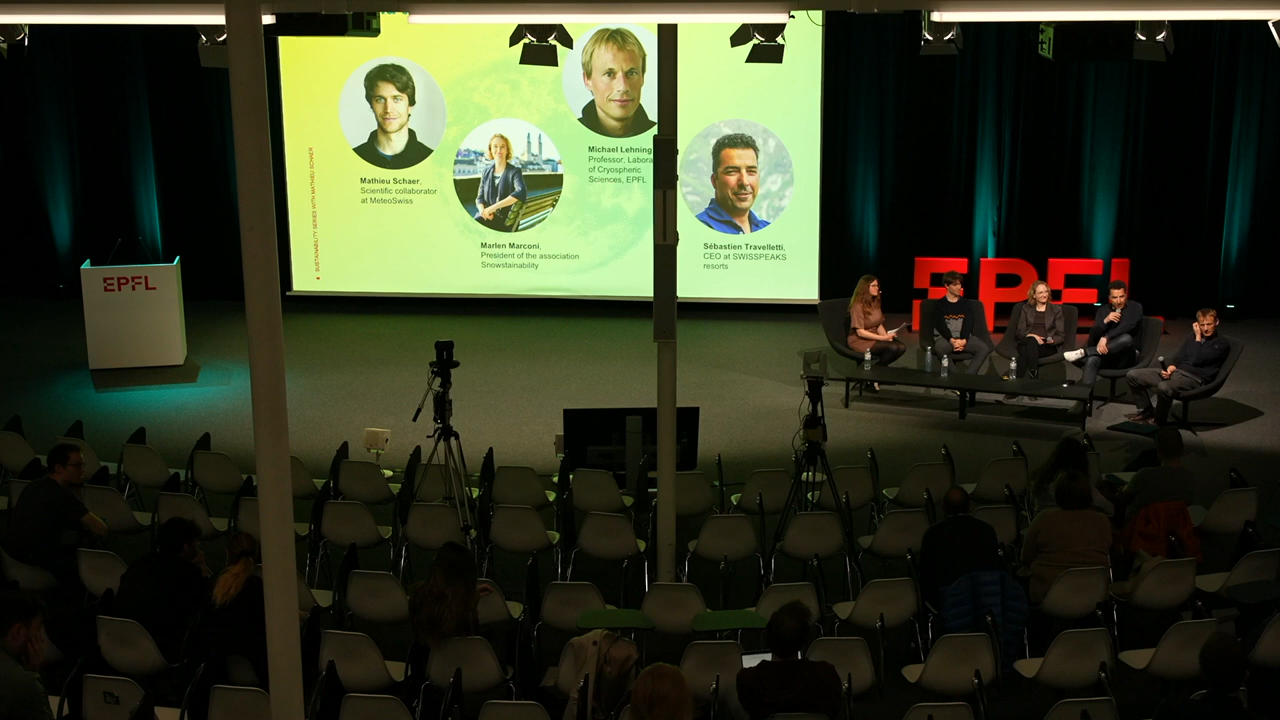 SUSTAINABILITY SERIES WITH MATHIEU SCHAER
Mathieu Schaer,
Scientific collaborator
at MeteoSwiss
Marlen Marconi,
President of the association
Snowstainability
Michael Lehning
Professor, Labora
of Cryospheric
Sciences, EPFL
Sébastien Travelletti,
CEO at SWISSPEAKS
resorts
EPFL
EPFL